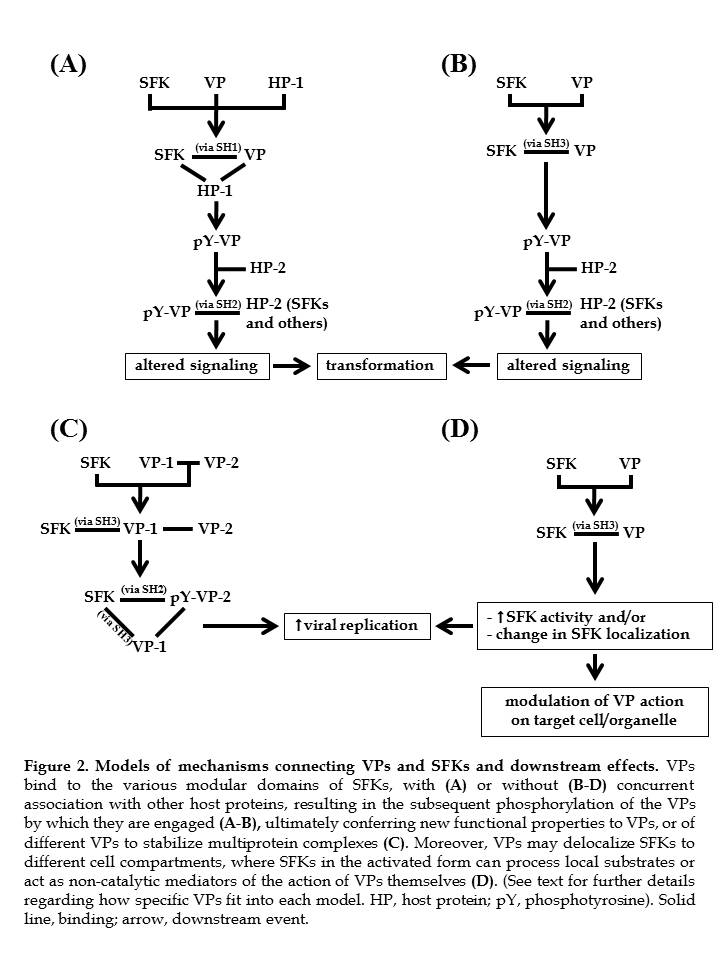 (A)
SFK VP HP-1
(via SH1)
SFK VP
HP-1
pY-VP
HP-2
pY-VP (via SH2) HP-2 (SFKs
and others)
altered signaling
transformation
(B)
SFK VP
(via SH3)
SFK VP
pY-VP
HP-2
pY-VP (via SH2) HP-2 (SFKs
and others)
altered signaling
(C)
SFK VP-1 VP-2
(via SH3)
SFK VP-1 VP-2
(via SH2)
SFK pY-VP-2
(via SH3)
VP-1
↑viral replication
(D)
SFK VP
(via SH3)
SFK VP
- ↑SFK activity and/or
- change in SFK localization
modulation of VP action
on target cell/organelle
Figure 2. Models of mechanisms connecting VPs and SFKs and downstream effects. VPs
bind to the various modular domains of SFKs, with (A) or without (B-D) concurrent
association with other host proteins, resulting in the subsequent phosphorylation of the VPs
by which they are engaged (A-B), ultimately conferring new functional properties to VPs, or of
different VPs to stabilize multiprotein complexes (C). Moreover, VPs may delocalize SFKs to
different cell compartments, where SFKs in the activated form can process local substrates or
act as non-catalytic mediators of the action of VPs themselves (D). (See text for further details
regarding how specific VPs fit into each model. HP, host protein; pY, phosphotyrosine). Solid
line, binding; arrow, downstream event.